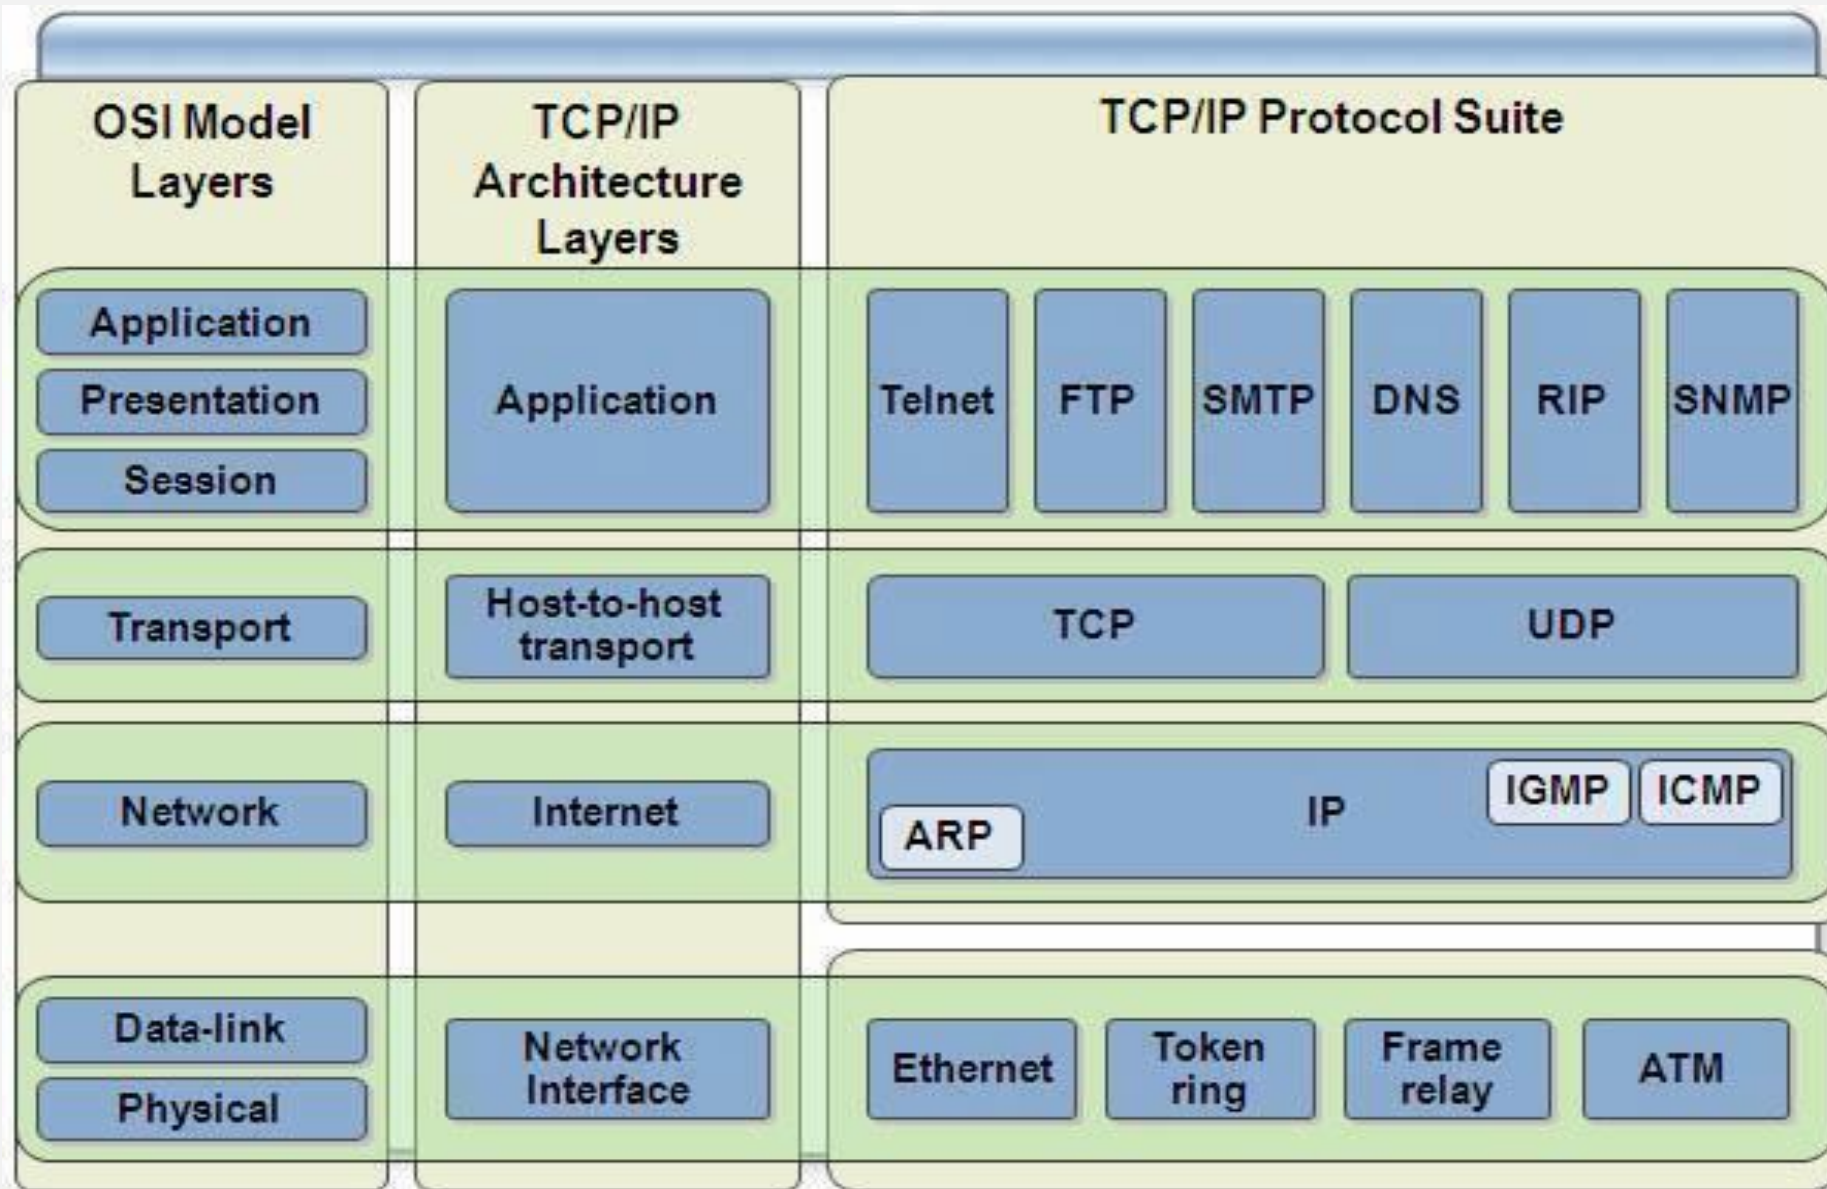 OSI Model
Layers
TCP/IP
Architecture
Layers
TCP/IP Protocol Suite
Application
Presentation
Session
Application
Telnet
FTP
SMTP
DNS
RIP
SNMP
Transport
Host-to-host
transport
TCP
UDP
Network
Internet
ARP
IP
IGMP
ICMP
Data-link
Physical
Network
Interface
Ethernet
Token
ring
Frame
relay
ATM